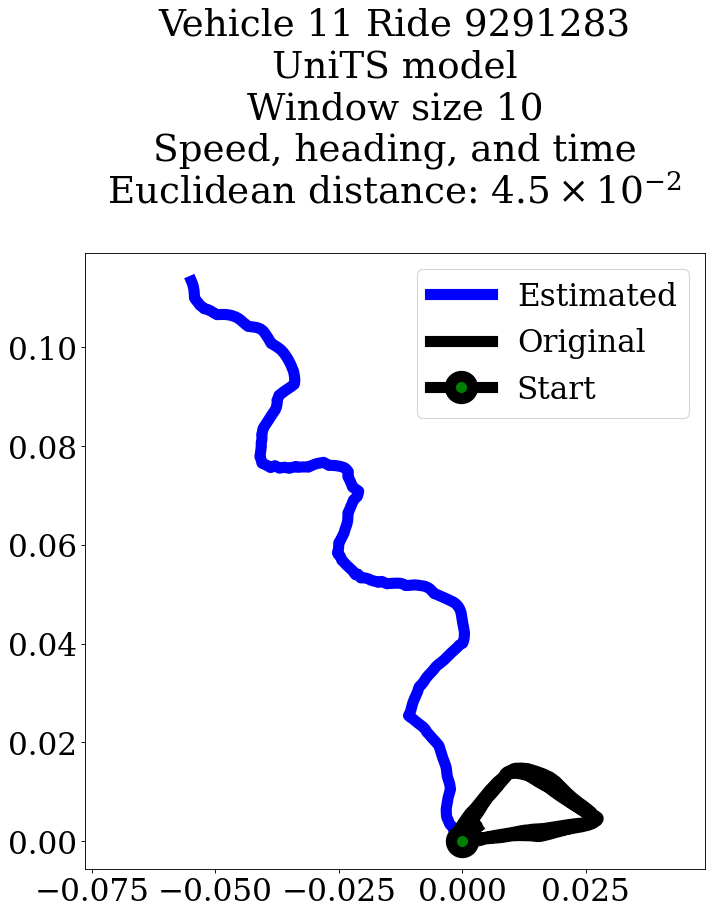 Vehicle 11 Ride 9291283
UniTS model
Window size 10
Speed, heading, and time
Euclidean distance: 4.5 × 10⁻²
Estimated
Original
Start
0.10
0.08
0.06
0.04
0.02
0.00
−0.075 −0.050 −0.025 0.000 0.025